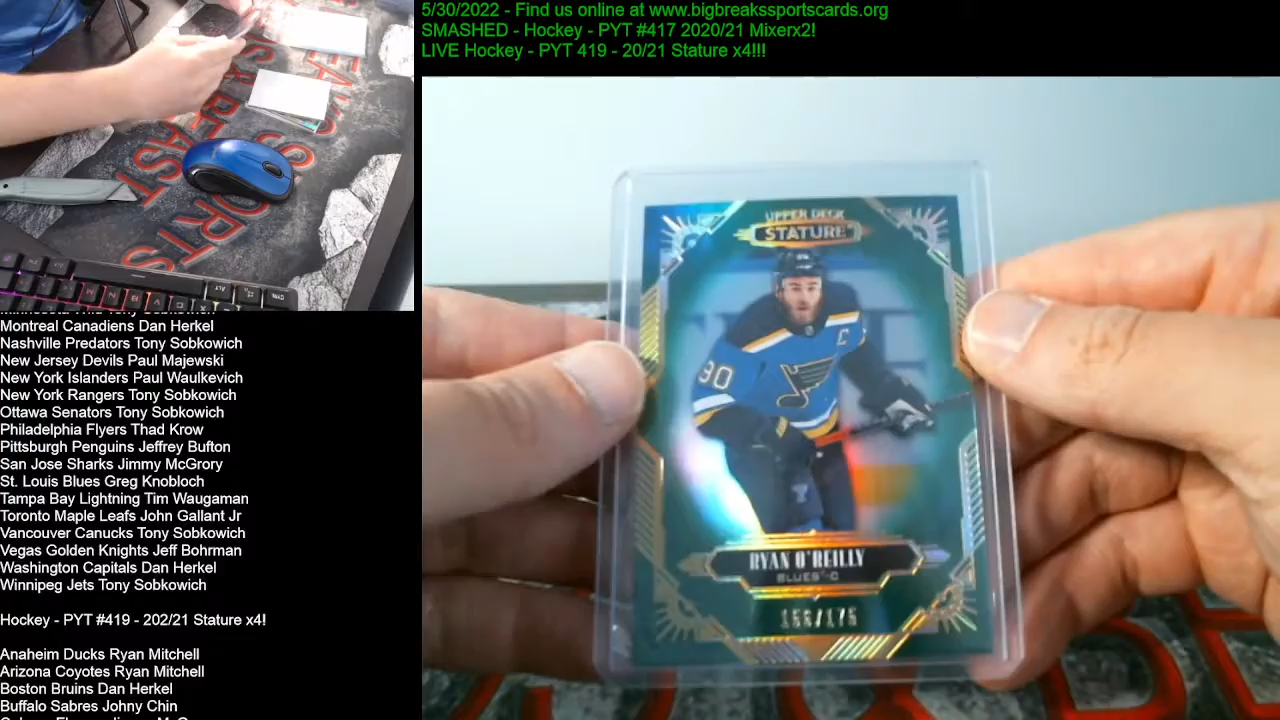 5/30/2022 - Find us online at www.bigbreakssportscards.org
SMASHED - Hockey - PYT #417 2020/21 Mixerx2!
LIVE Hockey - PYT 419 - 20/21 Stature x4!!!
Montreal Canadiens Dan Herkel
Nashville Predators Tony Sobkowich
New Jersey Devils Paul Majewski
New York Islanders Paul Waulkevich
New York Rangers Tony Sobkowich
Ottawa Senators Tony Sobkowich
Philadelphia Flyers Thad Krow
Pittsburgh Penguins Jeffrey Bufton
San Jose Sharks Jimmy McGrory
St. Louis Blues Greg Knobloch
Tampa Bay Lightning Tim Waugaman
Toronto Maple Leafs John Gallant Jr
Vancouver Canucks Tony Sobkowich
Vegas Golden Knights Jeff Bohrman
Washington Capitals Dan Herkel
Winnipeg Jets Tony Sobkowich
Hockey - PYT #419 - 202/21 Stature x4!
Anaheim Ducks Ryan Mitchell
Arizona Coyotes Ryan Mitchell
Boston Bruins Dan Herkel
Buffalo Sabres Johny Chin
UPPER DECK
STATURE
C
90
RYAN O'REILLY
BLUES - C